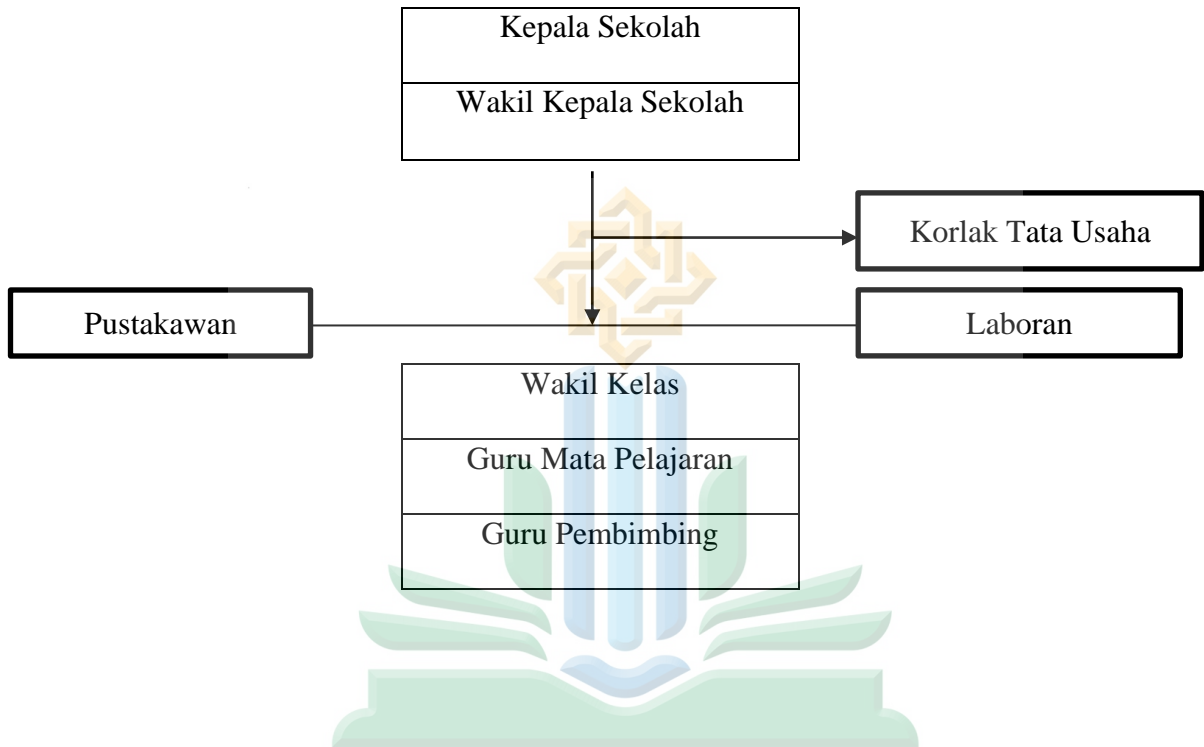 Kepala Sekolah
Wakil Kepala Sekolah
Korlak Tata Usaha
Pustakawan
Laboran
Wakil Kelas
Guru Mata Pelajaran
Guru Pembimbing